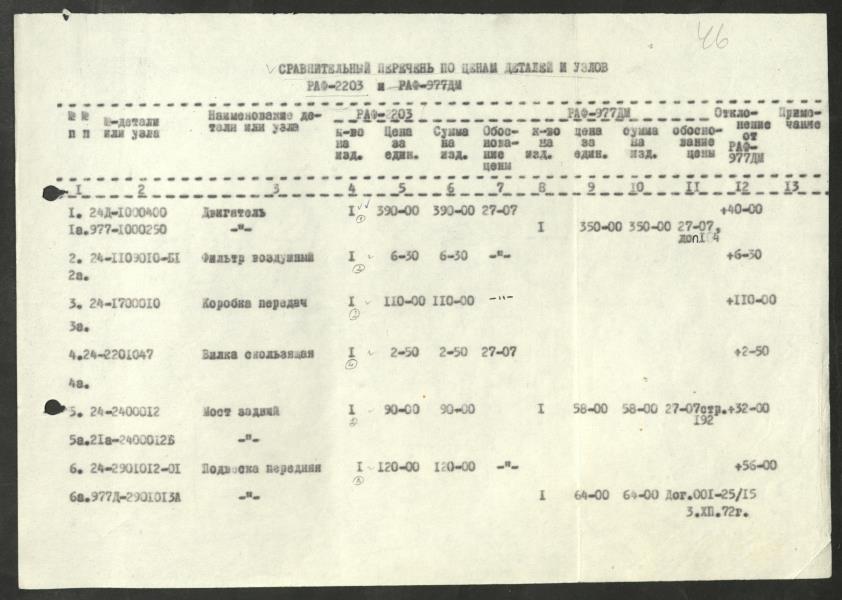 46
СРАВНИТЕЛЬНЫЙ ПЕРЕЧЕНЬ ПО ЦЕНАМ ДЕТАЛЕЙ И УЗЛОВ
РАФ-2203 и РАФ-977ДМ
№ № п п №-детали или узла Наименование детали или узла РАФ-2203 РАФ-977ДМ Отклонение от РАФ-977ДМ Примечание
к-во на изд. Цена за един. Сумма на изд. Обоснование цены к-во на изд. цена за един. сумма на изд. обоснование цены
1 2 3 4 5 6 7 8 9 10 11 12 13
1. 24Д-1000400 Двигатель 1 390-00 390-00 27-07 +40-00
1а.977-1000250 -"- 1 350-00 350-00 27-07, доп.104
2. 24-1109010-Б1 Фильтр воздушный 1 6-30 6-30 -"- +6-30
2а.
3. 24-1700010 Коробка передач 1 110-00 110-00 -"- +110-00
3а.
4.24-2201047 Вилка скользящая 1 2-50 2-50 27-07 +2-50
4а.
5. 24-2400012 Мост задний 1 90-00 90-00 1 58-00 58-00 27-07стр. +32-00
192
5а.21а-2400012Б -"-
6. 24-2901012-01 Подвеска передняя 1 120-00 120-00 -"- +56-00
6а.977Д-2901013А -"- 1 64-00 64-00 Дог.001-25/15
3.ХП.72г.